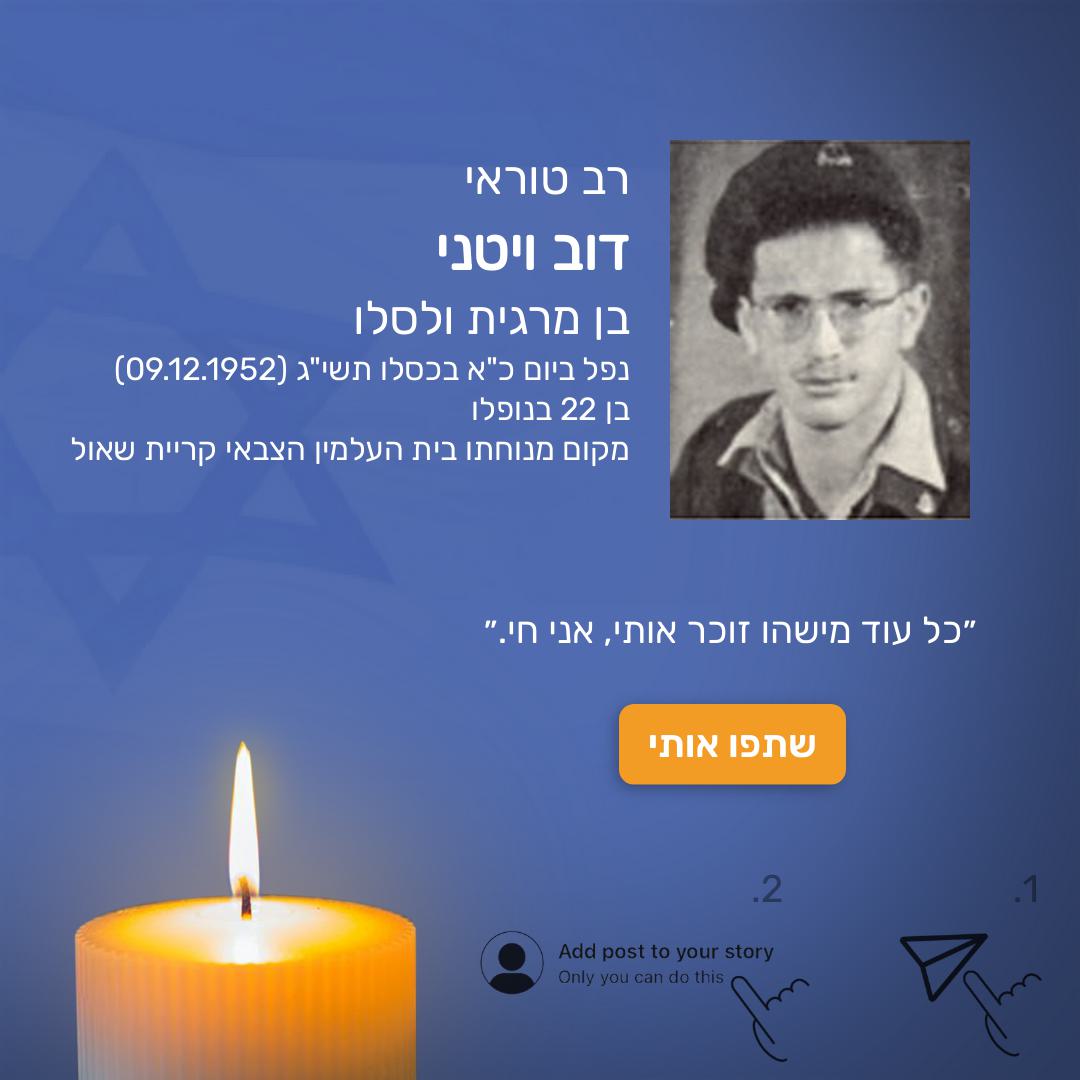 רב טוראי
דוב ויטני
בן מרגית ולסלו
נפל ביום כ"א בכסלו תשי"ג (09.12.1952)
בן 22 בנופלו
מקום מנוחתו בית העלמין הצבאי קריית שאול
״כל עוד מישהו זוכר אותי, אני חי.״
שתפו אותי
1.
2.
Add post to your story
Only you can do this